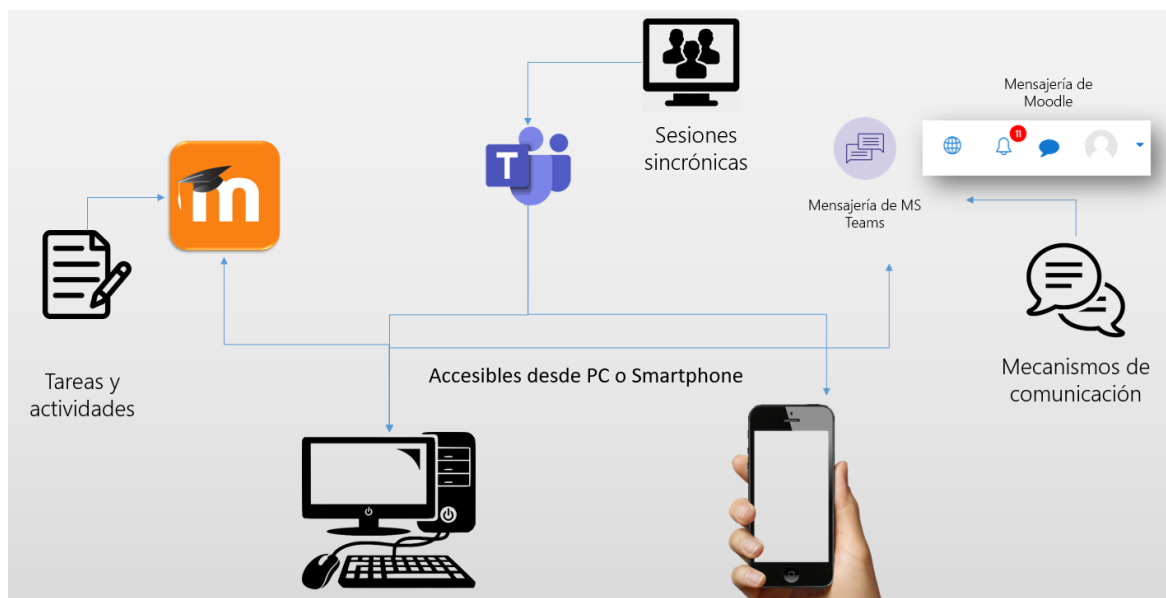 Sesiones
sincrónicas
Mensajería de
Moodle
11
m
T
Mensajería de MS
Teams
Tareas y
actividades
Accesibles desde PC o Smartphone
Mecanismos de
comunicación